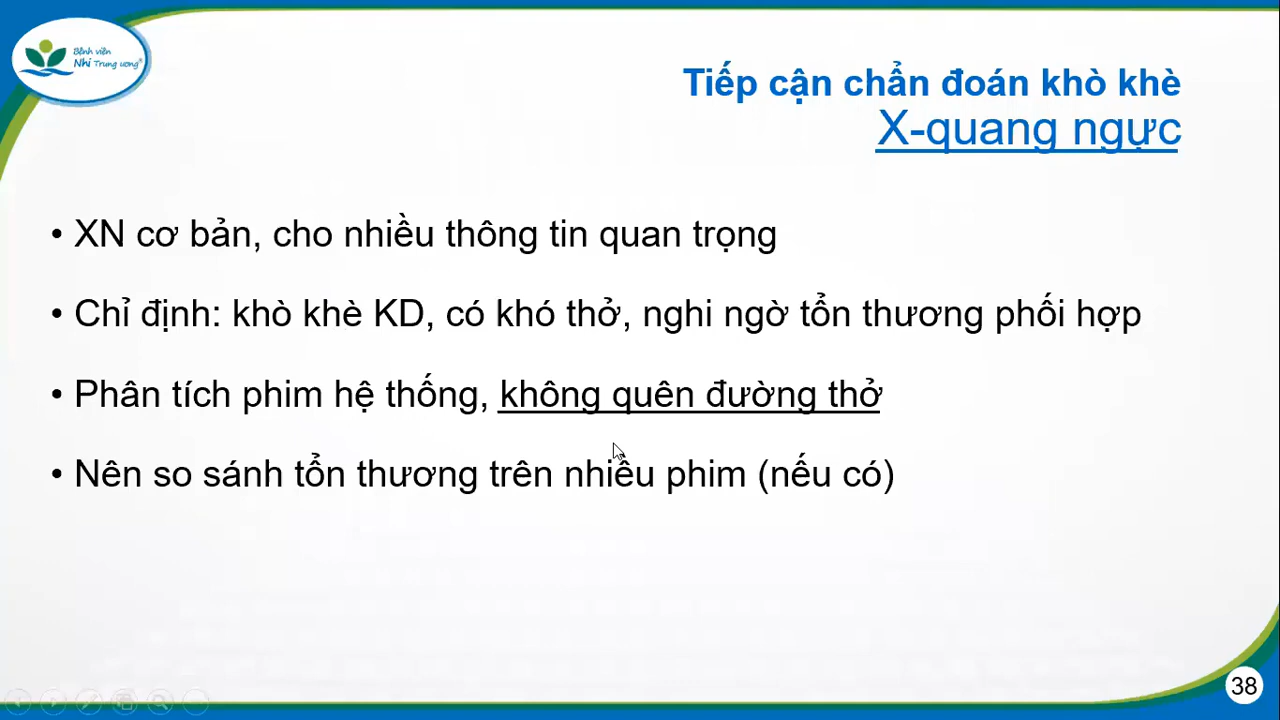 Bệnh viện
Nhi Trung ương®
Tiếp cận chẩn đoán khò khè
X-quang ngực
• XN cơ bản, cho nhiều thông tin quan trọng
• Chỉ định: khò khè KD, có khó thở, nghi ngờ tổn thương phối hợp
• Phân tích phim hệ thống, không quên đường thở
• Nên so sánh tổn thương trên nhiều phim (nếu có)
38